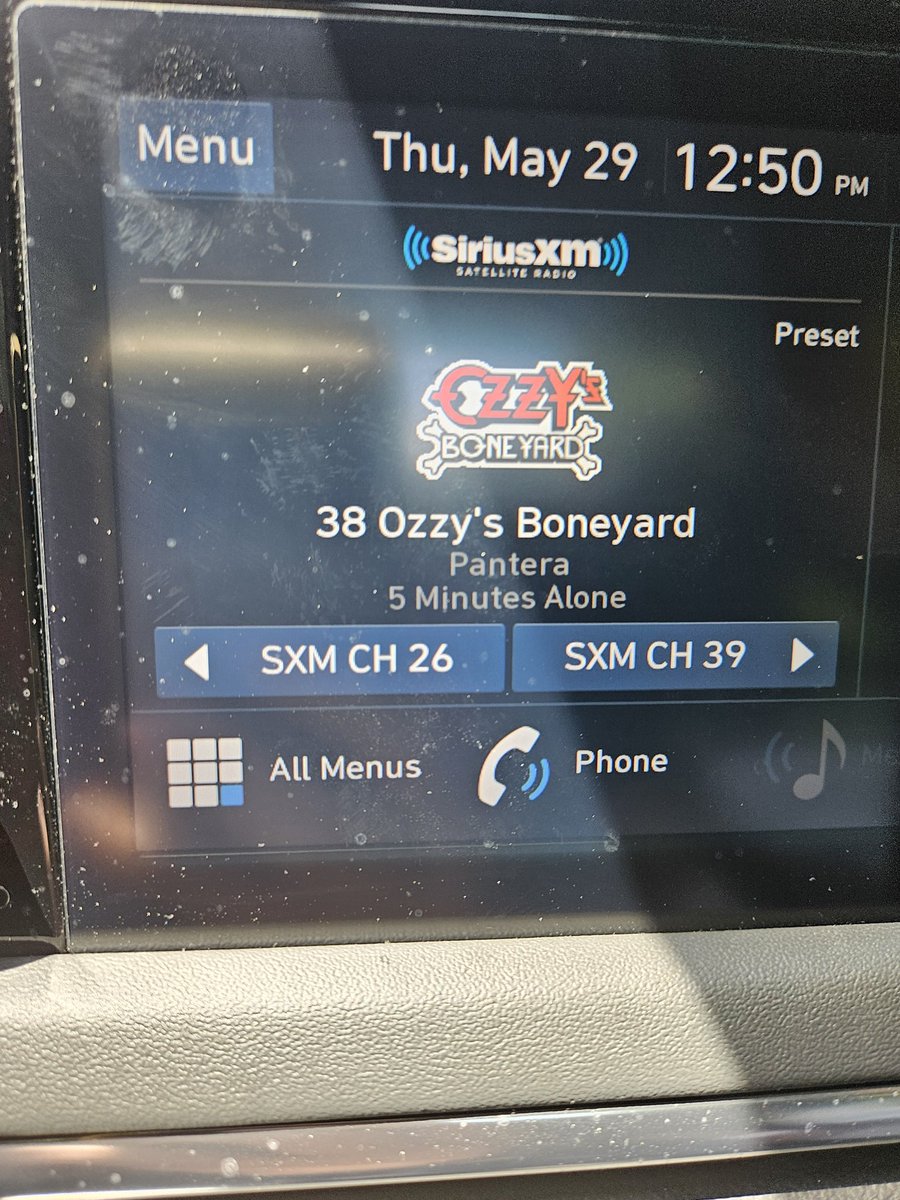 Menu
Thu, May 29
12:50 PM
SiriusXM
SATELLITE RADIO
Preset
OZZY's
BONEYARD
38 Ozzy's Boneyard
Pantera
5 Minutes Alone
SXM CH 26
SXM CH 39
All Menus
Phone